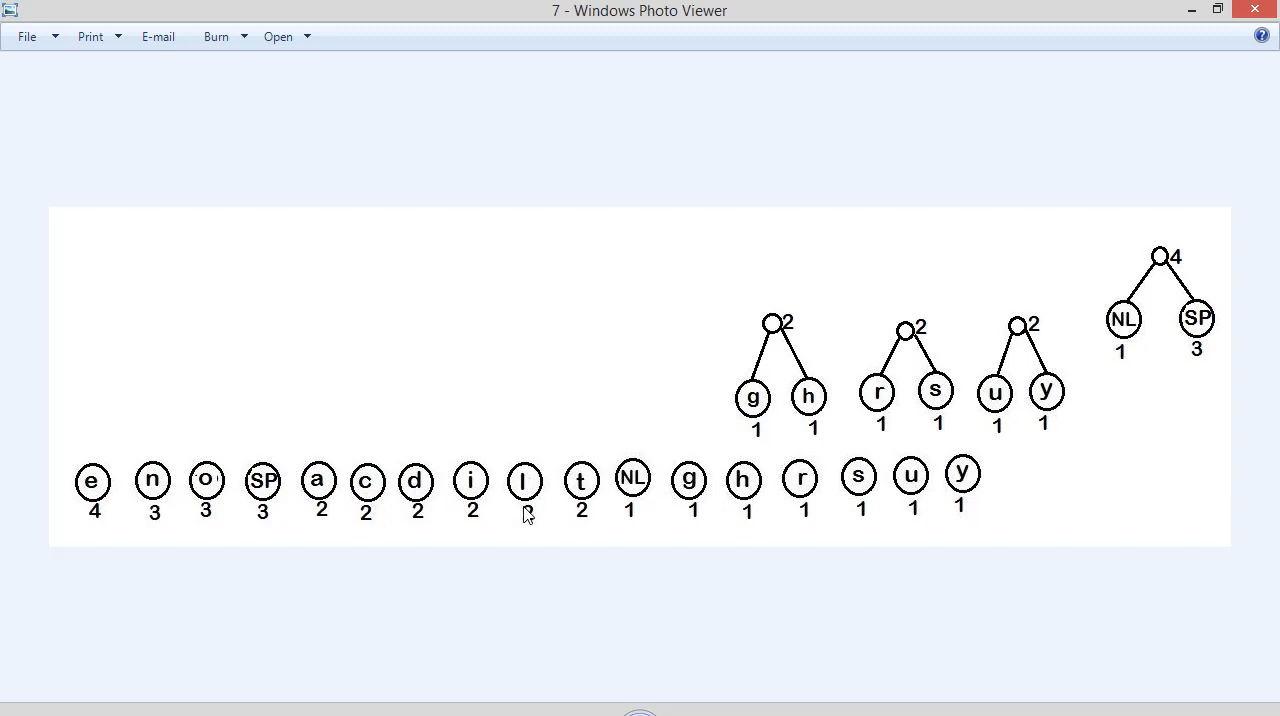 7 - Windows Photo Viewer
File Print E-mail Burn Open
4
NL SP
1 3
2 2 2
g h r s u y
1 1 1 1 1 1
e n o SP a c d i l t NL g h r s u y
4 3 3 3 2 2 2 2 2 1 1 1 1 1 1 1